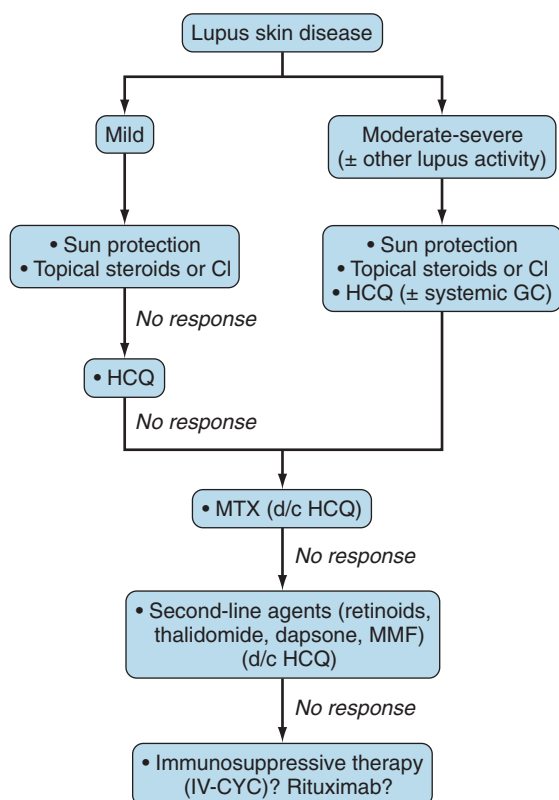 Lupus skin disease
Mild
Moderate-severe
(± other lupus activity)
• Sun protection
• Topical steroids or CI
• Sun protection
• Topical steroids or CI
• HCQ (± systemic GC)
No response
• HCQ
No response
• MTX (d/c HCQ)
No response
• Second-line agents (retinoids,
thalidomide, dapsone, MMF)
(d/c HCQ)
No response
• Immunosuppressive therapy
(IV-CYC)? Rituximab?